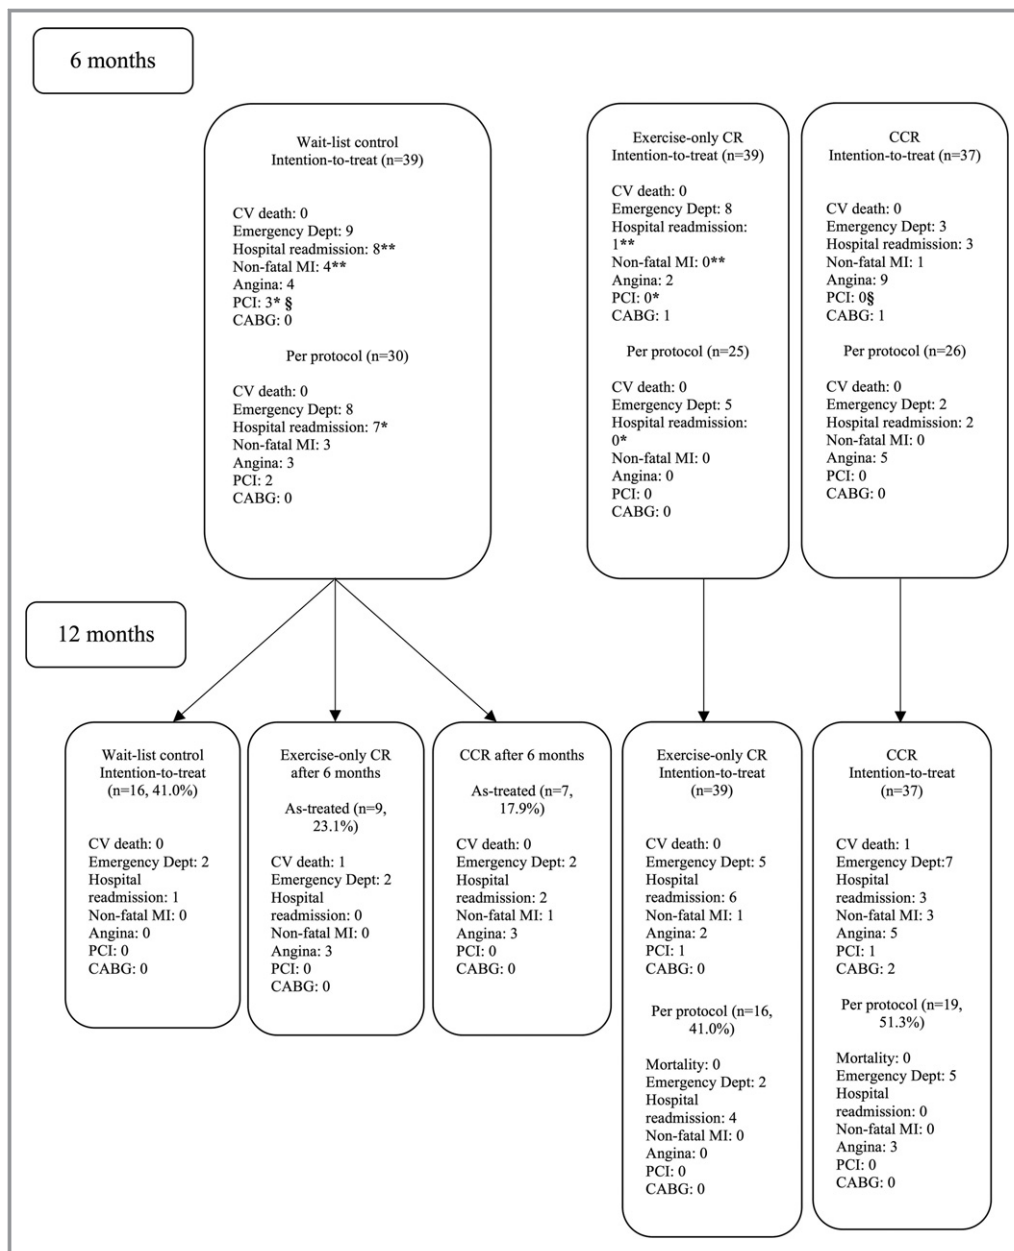 6 months
Wait-list control
Intention-to-treat (n=39)
CV death: 0
Emergency Dept: 9
Hospital readmission: 8**
Non-fatal MI: 4**
Angina: 4
PCI: 3* §
CABG: 0
Per protocol (n=30)
CV death: 0
Emergency Dept: 8
Hospital readmission: 7*
Non-fatal MI: 3
Angina: 3
PCI: 2
CABG: 0
Exercise-only CR
Intention-to-treat (n=39)
CV death: 0
Emergency Dept: 8
Hospital readmission:
1**
Non-fatal MI: 0**
Angina: 2
PCI: 0*
CABG: 1
Per protocol (n=25)
CV death: 0
Emergency Dept: 5
Hospital readmission:
0*
Non-fatal MI: 0
Angina: 0
PCI: 0
CABG: 0
CCR
Intention-to-treat (n=37)
CV death: 0
Emergency Dept: 3
Hospital readmission: 3
Non-fatal MI: 1
Angina: 9
PCI: 0§
CABG: 1
Per protocol (n=26)
CV death: 0
Emergency Dept: 2
Hospital readmission: 2
Non-fatal MI: 0
Angina: 5
PCI: 0
CABG: 0
12 months
Wait-list control
Intention-to-treat
(n=16, 41.0%)
CV death: 0
Emergency Dept: 2
Hospital
readmission: 1
Non-fatal MI: 0
Angina: 0
PCI: 0
CABG: 0
Exercise-only CR
after 6 months
As-treated (n=9,
23.1%)
CV death: 1
Emergency Dept: 2
Hospital
readmission: 0
Non-fatal MI: 0
Angina: 3
PCI: 0
CABG: 0
CCR after 6 months
As-treated (n=7,
17.9%)
CV death: 0
Emergency Dept: 2
Hospital
readmission: 2
Non-fatal MI: 1
Angina: 3
PCI: 0
CABG: 0
Exercise-only CR
Intention-to-treat
(n=39)
CV death: 0
Emergency Dept: 5
Hospital
readmission: 6
Non-fatal MI: 1
Angina: 2
PCI: 1
CABG: 0
Per protocol (n=16,
41.0%)
Mortality: 0
Emergency Dept: 2
Hospital
readmission: 4
Non-fatal MI: 0
Angina: 0
PCI: 0
CABG: 0
CCR
Intention-to-treat
(n=37)
CV death: 1
Emergency Dept:7
Hospital
readmission: 3
Non-fatal MI: 3
Angina: 5
PCI: 1
CABG: 2
Per protocol (n=19,
51.3%)
Mortality: 0
Emergency Dept: 5
Hospital
readmission: 0
Non-fatal MI: 0
Angina: 3
PCI: 0
CABG: 0